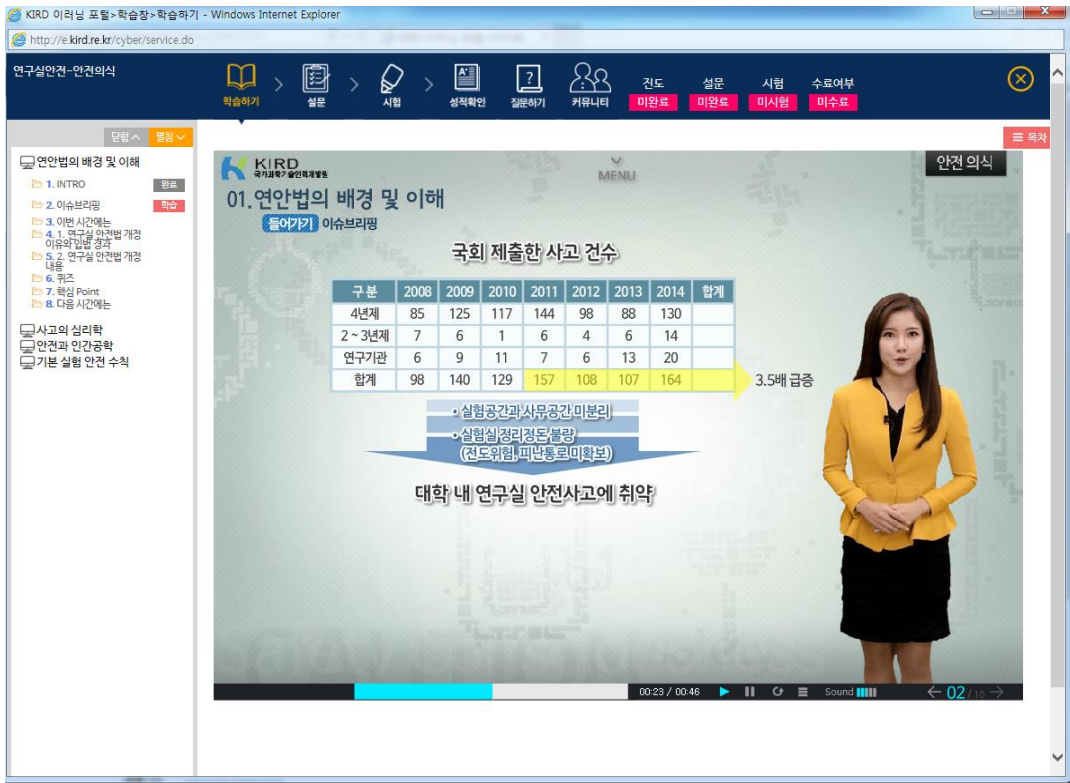 KIRD 이러닝 포털>학습창>학습하기 - Windows Internet Explorer
http://e.kird.re.kr/cyber/service.do
연구실안전-안전의식
학습하기
설문
시험
성적확인
질문하기
커뮤니티
진도 설문 시험 수료여부
미완료 미완료 미시험 미수료
닫힘 펼침
목차
연안법의 배경 및 이해
1. INTRO 완료
2. 이슈브리핑 학습
3. 이번 시간에는
4. 1. 연구실 안전법 개정
이유와 입법 경과
5. 2. 연구실 안전법 개정
내용
6. 퀴즈
7. 핵심 Point
8. 다음 시간에는
사고의 심리학
안전과 인간공학
기본 실험 안전 수칙
KIRD
국가과학기술인력개발원
MENU
안전 의식
01.연안법의 배경 및 이해
들어가기 이슈브리핑
국회 제출한 사고 건수
구분 2008 2009 2010 2011 2012 2013 2014 합계
4년제 85 125 117 144 98 88 130
2~3년제 7 6 1 6 4 6 14
연구기관 6 9 11 7 6 13 20
합계 98 140 129 157 108 107 164
3.5배 급증
• 실험공간과 사무공간 미분리
• 실험실 정리정돈 불량
(전도위험, 피난통로 미확보)
대학 내 연구실 안전사고에 취약
00:23 / 00:46
Sound
02 / 10